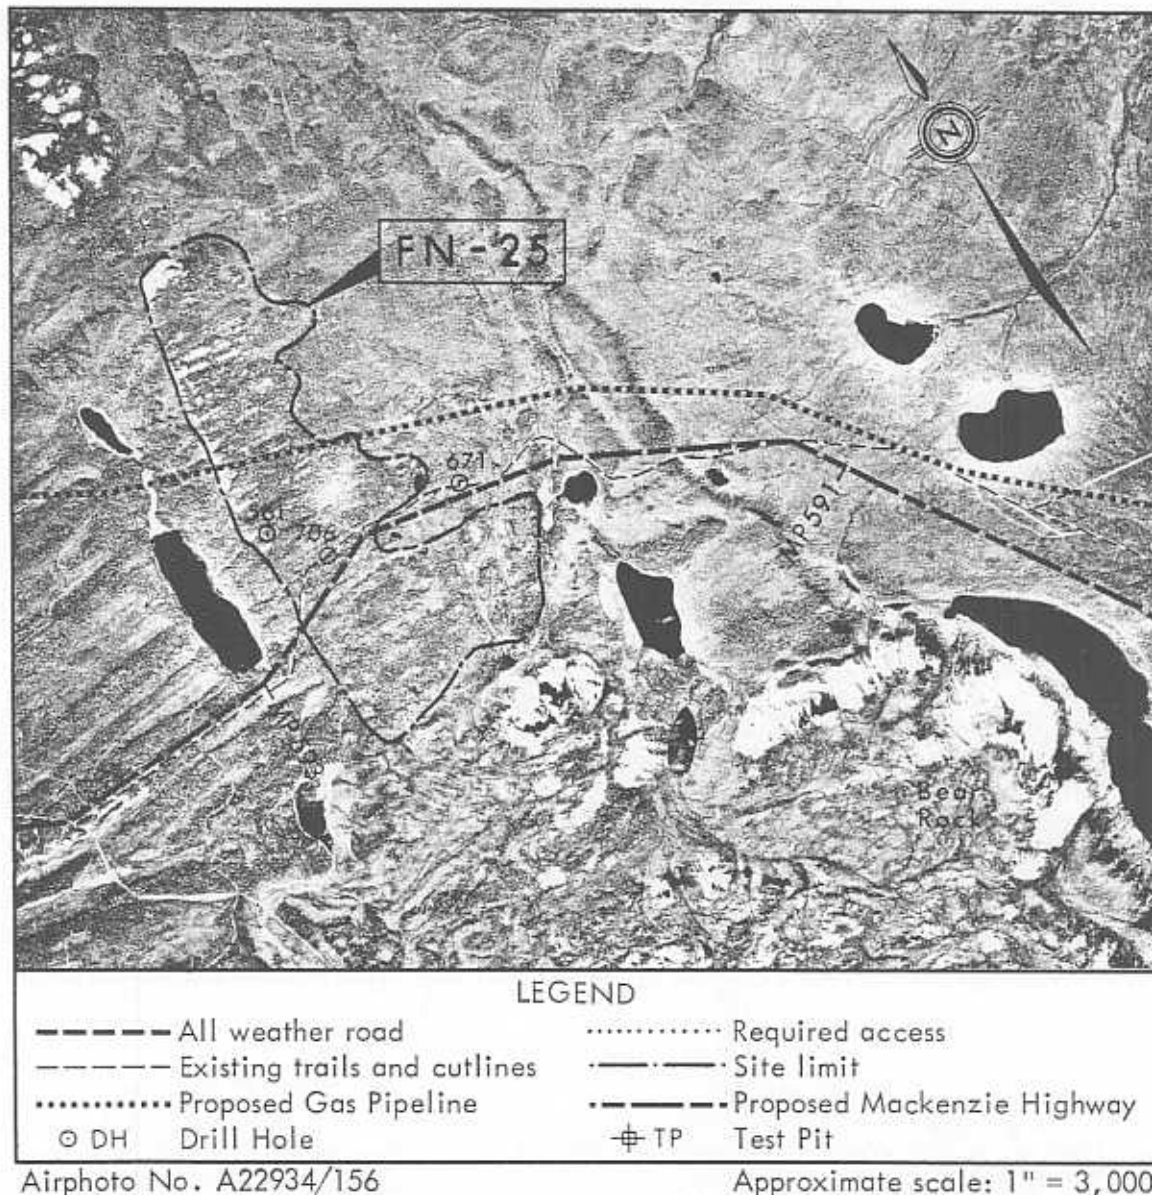 N
FN-25
671
561
706
MP591
Bear
Rock
LEGEND
All weather road
Required access
Existing trails and cutlines
Site limit
Proposed Gas Pipeline
Proposed Mackenzie Highway
DH Drill Hole
TP Test Pit
Airphoto No. A22934/156
Approximate scale: 1" = 3,000